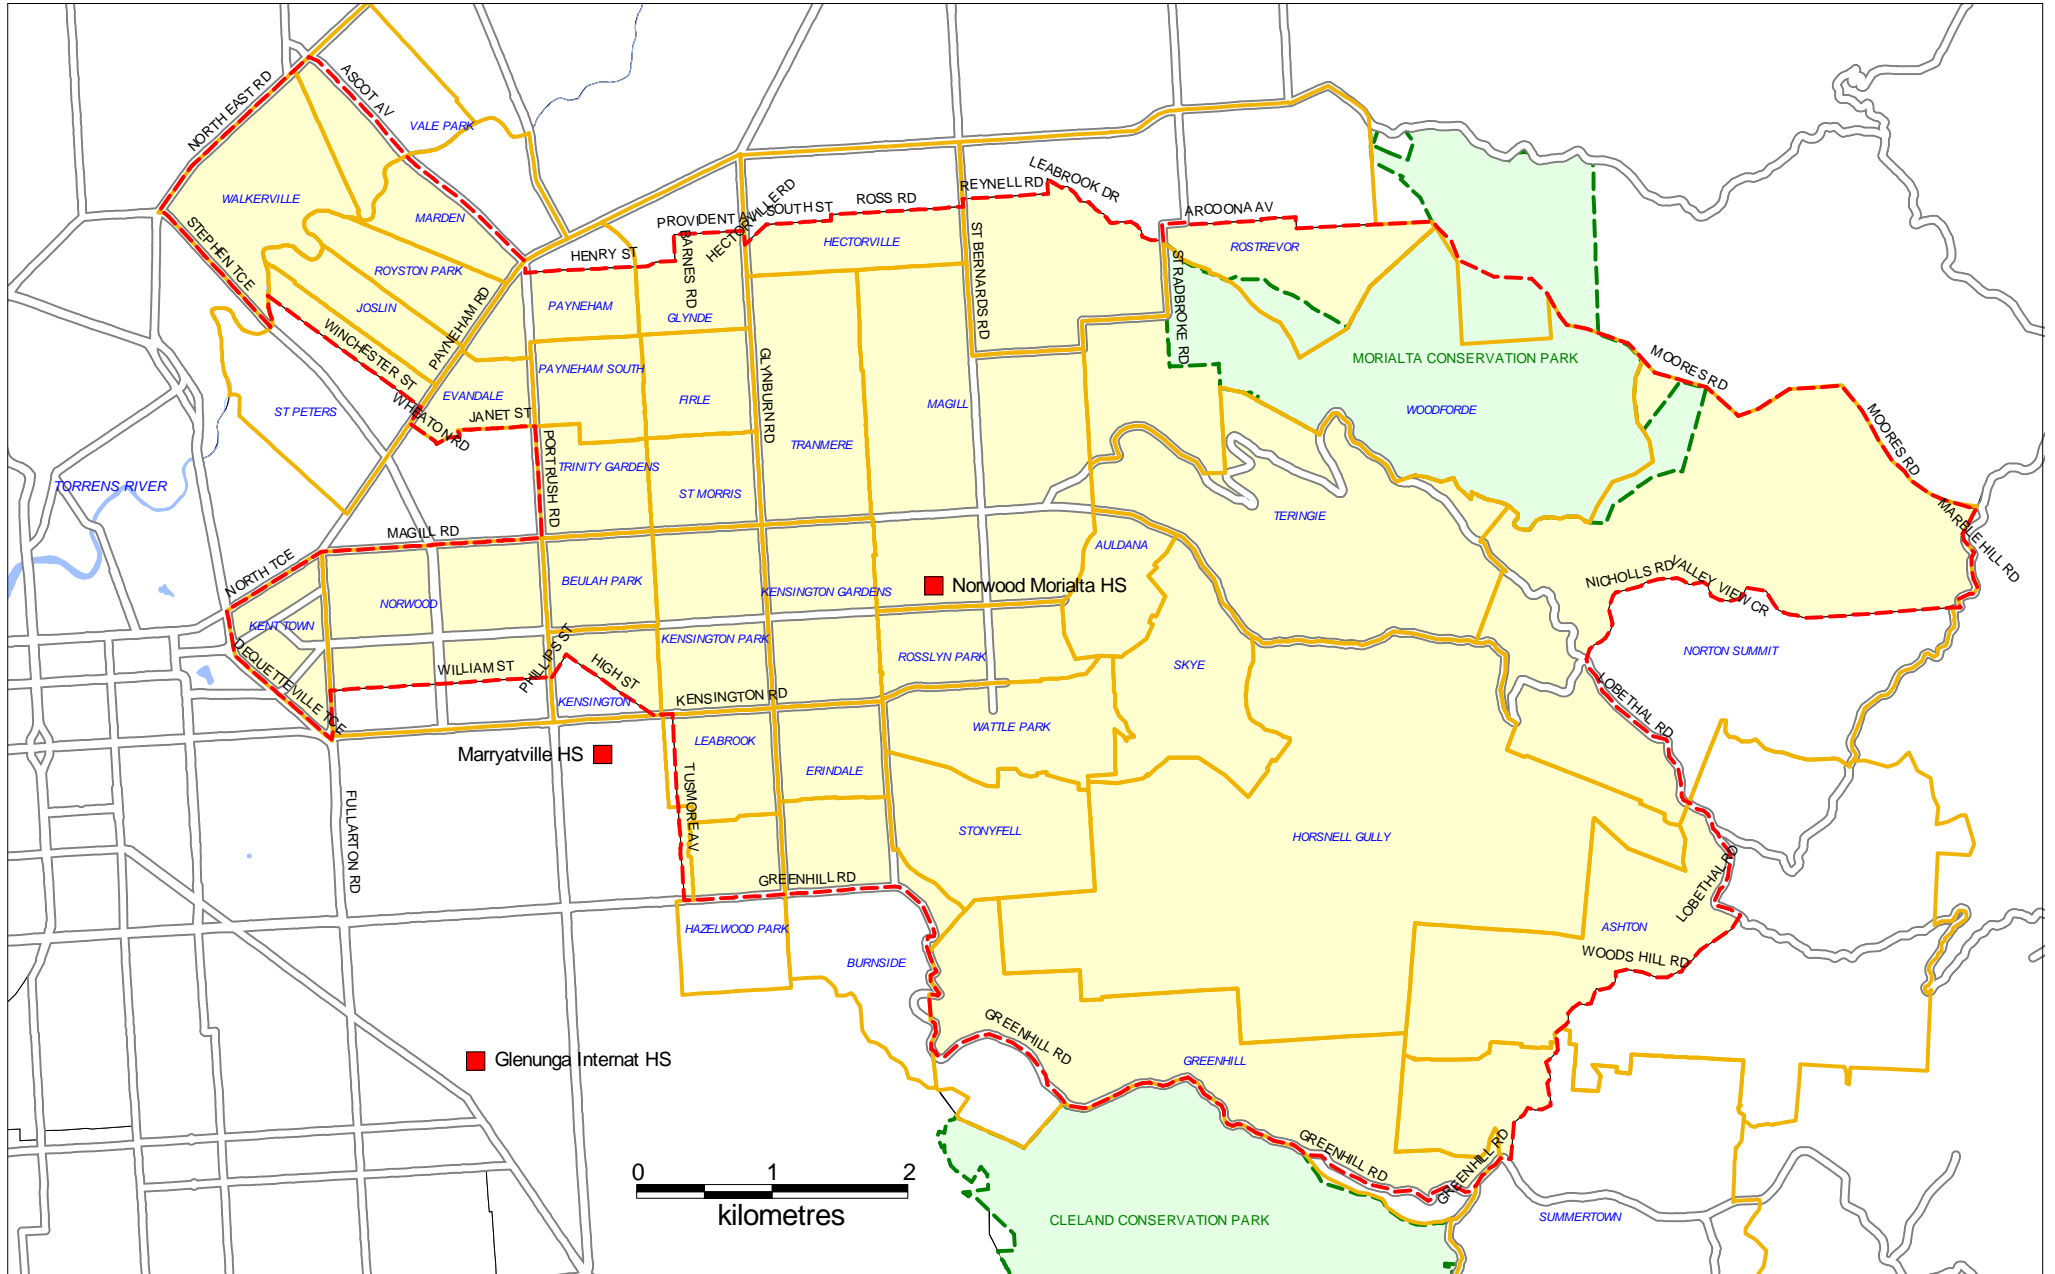 NORTH EAST RD
ASCOT AV
VALE PARK
WALKERVILLE
MARDEN
STEPHEN TCE
ROYSTON PARK
JOSLIN
WINCHESTER ST
PAYNEHAM RD
HENRY ST
PROVIDENT AV
BARNES RD
HECTORVILLE RD
SOUTH ST
ROSS RD
REYNELL RD
LEABROOK DR
ARCOONA AV
HECTORVILLE
ST BERNARDS RD
STRADBROKE RD
ROSTREVOR
PAYNEHAM
GLYNDE
MORIALTA CONSERVATION PARK
MOORES RD
PAYNEHAM SOUTH
FIRLE
GLYNBURN RD
MAGILL
WOODFORDE
MOORES RD
ST PETERS
WHEATON RD
EVANDALE
JANET ST
TRANMERE
TORRENS RIVER
PORTRUSH RD
TRINITY GARDENS
ST MORRIS
TERINGIE
MARBLE HILL RD
MAGILL RD
NORTH TCE
AULDANA
BEULAH PARK
Norwood Morialta HS
NICHOLLS RD
VALLEY VIEW CR
NORWOOD
KENSINGTON GARDENS
KENT TOWN
KENSINGTON PARK
DEQUETTEVILLE TCE
WILLIAM ST
PHILLIPS ST
HIGH ST
ROSSLYN PARK
SKYE
NORTON SUMMIT
KENSINGTON
KENSINGTON RD
LOBETHAL RD
WATTLE PARK
Marryatville HS
LEABROOK
ERINDALE
TUSMORE AV
FULLARTON RD
STONYFELL
HORSNELL GULLY
LOBETHAL RD
GREENHILL RD
HAZELWOOD PARK
ASHTON
BURNSIDE
WOODS HILL RD
GREENHILL RD
Glenunga Internat HS
GREENHILL
GREENHILL RD
GREENHILL RD
0 1 2
kilometres
CLELAND CONSERVATION PARK
SUMMERTOWN